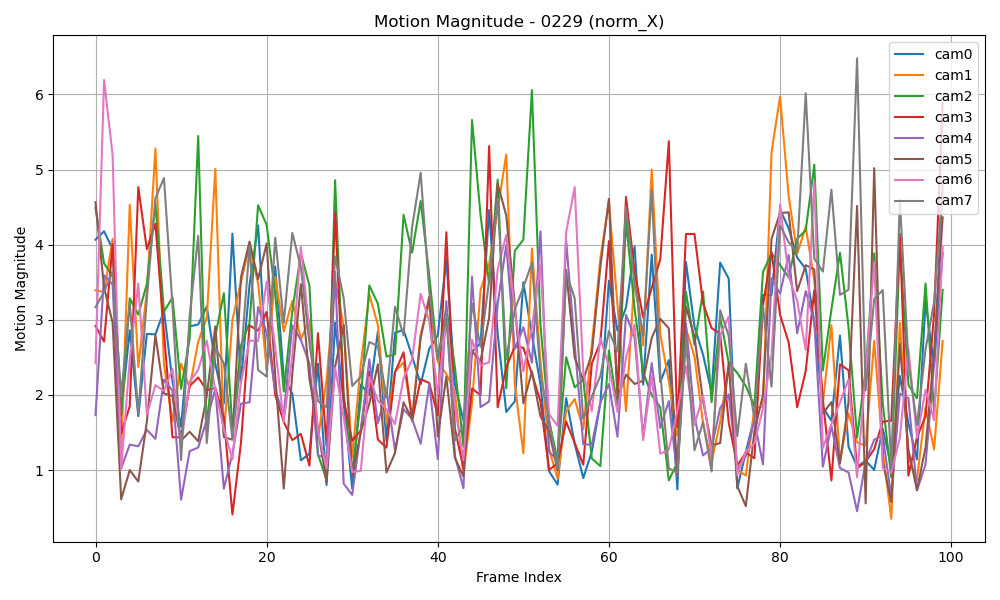 Motion Magnitude - 0229 (norm_X)
Motion Magnitude
6
5
4
3
2
1
0
20
40
60
80
100
Frame Index
cam0
cam1
cam2
cam3
cam4
cam5
cam6
cam7